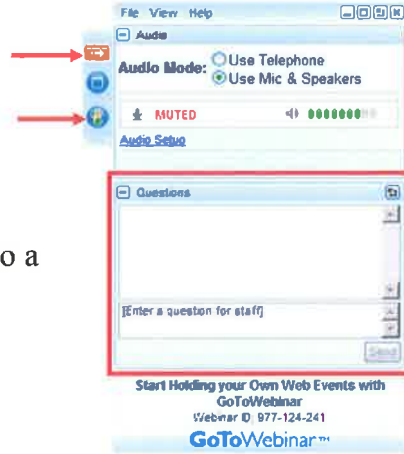 File View Help
Audio
Audio Mode: Use Telephone
Use Mic & Speakers
MUTED
Audio Setup
Questions
o a
[Enter a question for staff]
Send
Start Holding your Own Web Events with
GoToWebinar
Webinar ID: 977-124-241
GoToWebinar™